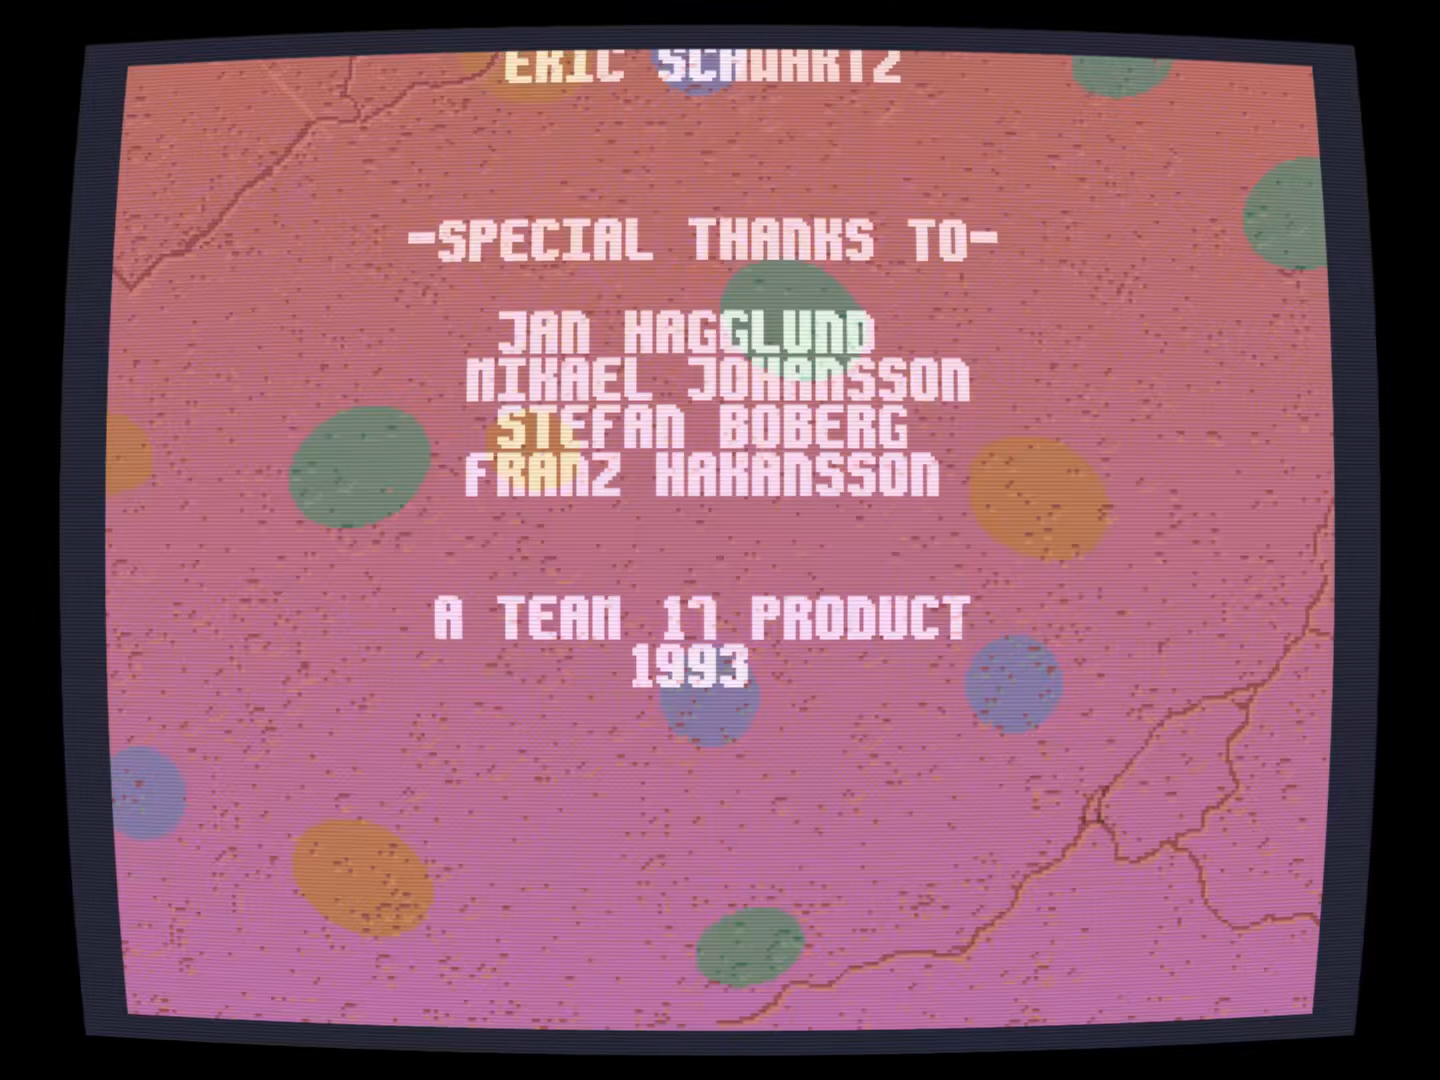 ERIC SCHWARTZ
-SPECIAL THANKS TO-
JAN HAGGLUND
MIKAEL JOHANSSON
STEFAN BOBERG
FRANZ HAKANSSON
A TEAM 17 PRODUCT
1993